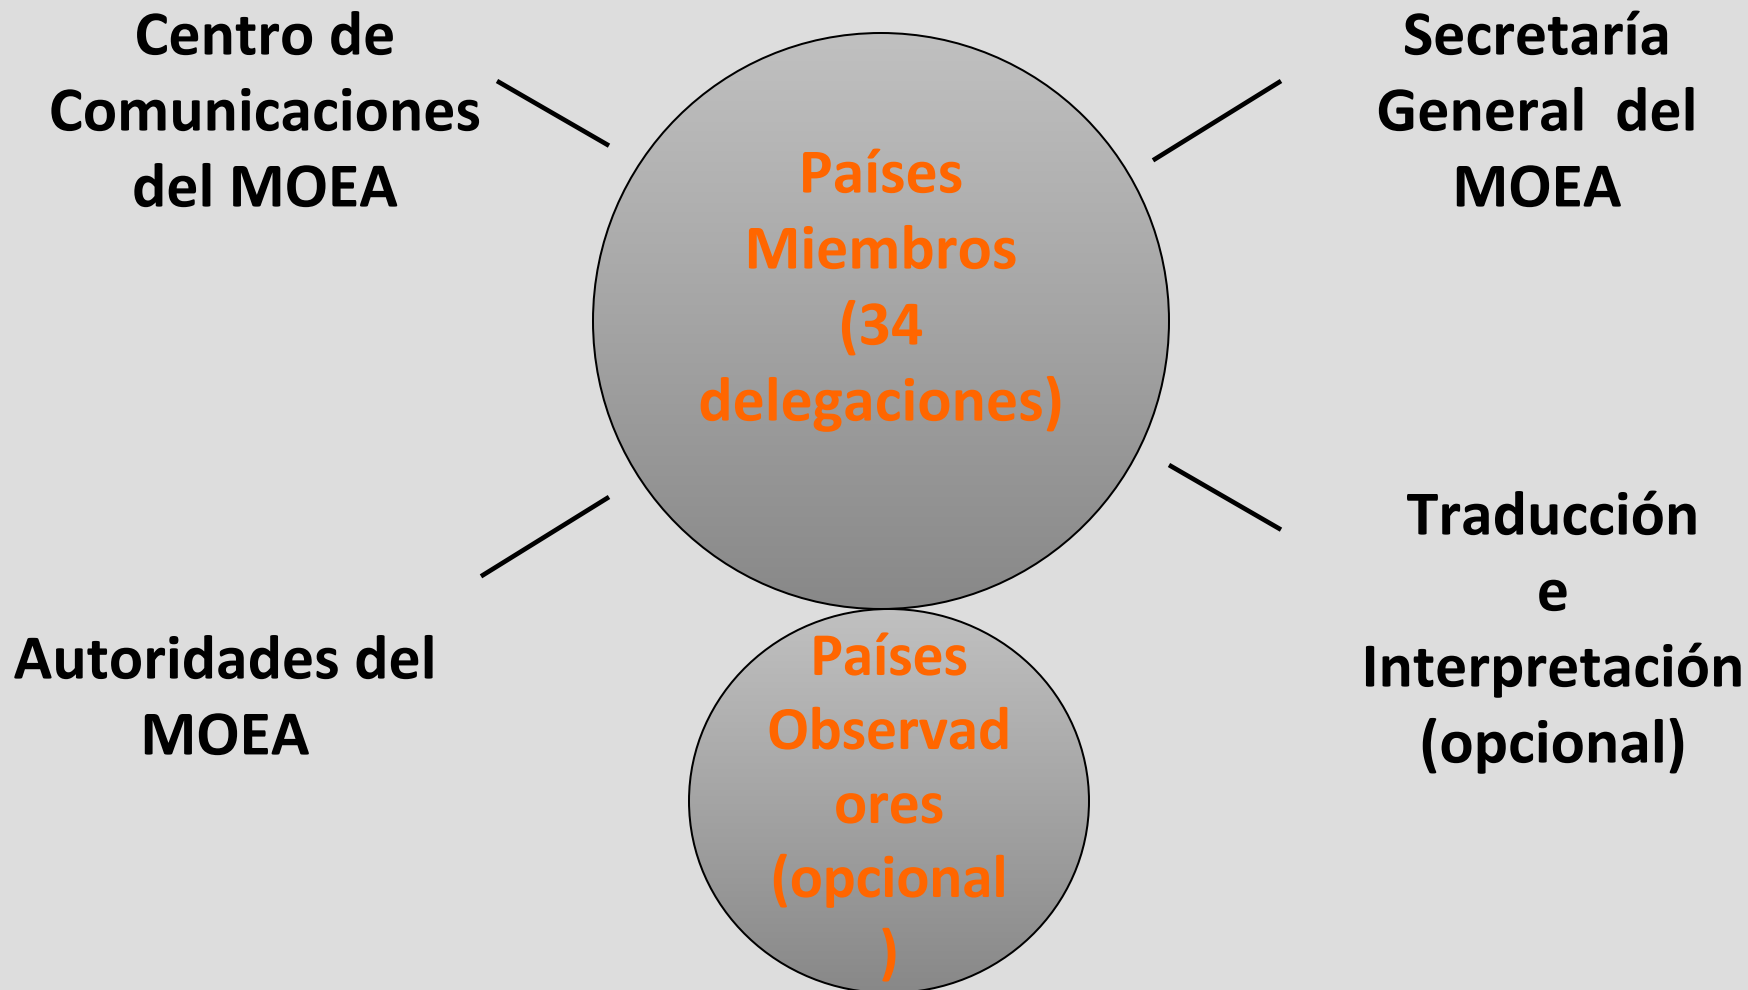 Centro de
Comunicaciones
del MOEA
Secretaría
General  del
MOEA
Países
Miembros
(34
delegaciones)
Autoridades del
MOEA
Traducción
e
Interpretación
(opcional)
Países
Observad
ores
(opcional
)